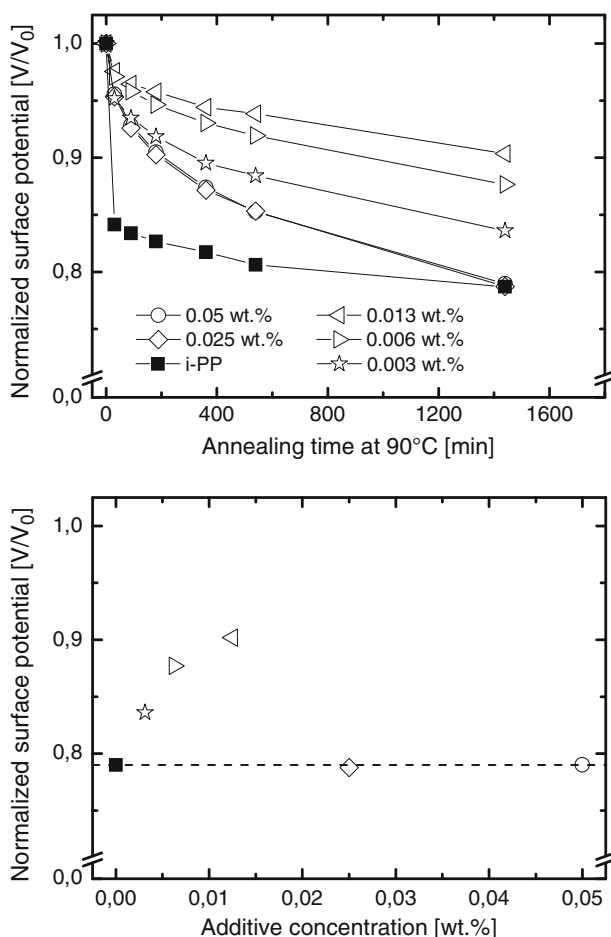 Normalized surface potential [V/V0]
1,0
0,9
0,8
0,0
0.05 wt.%
0.025 wt.%
i-PP
0.013 wt.%
0.006 wt.%
0.003 wt.%
0 400 800 1200 1600
Annealing time at 90°C [min]
Normalized surface potential [V/V0]
1,0
0,9
0,8
0,0
0,00 0,01 0,02 0,03 0,04 0,05
Additive concentration [wt.%]